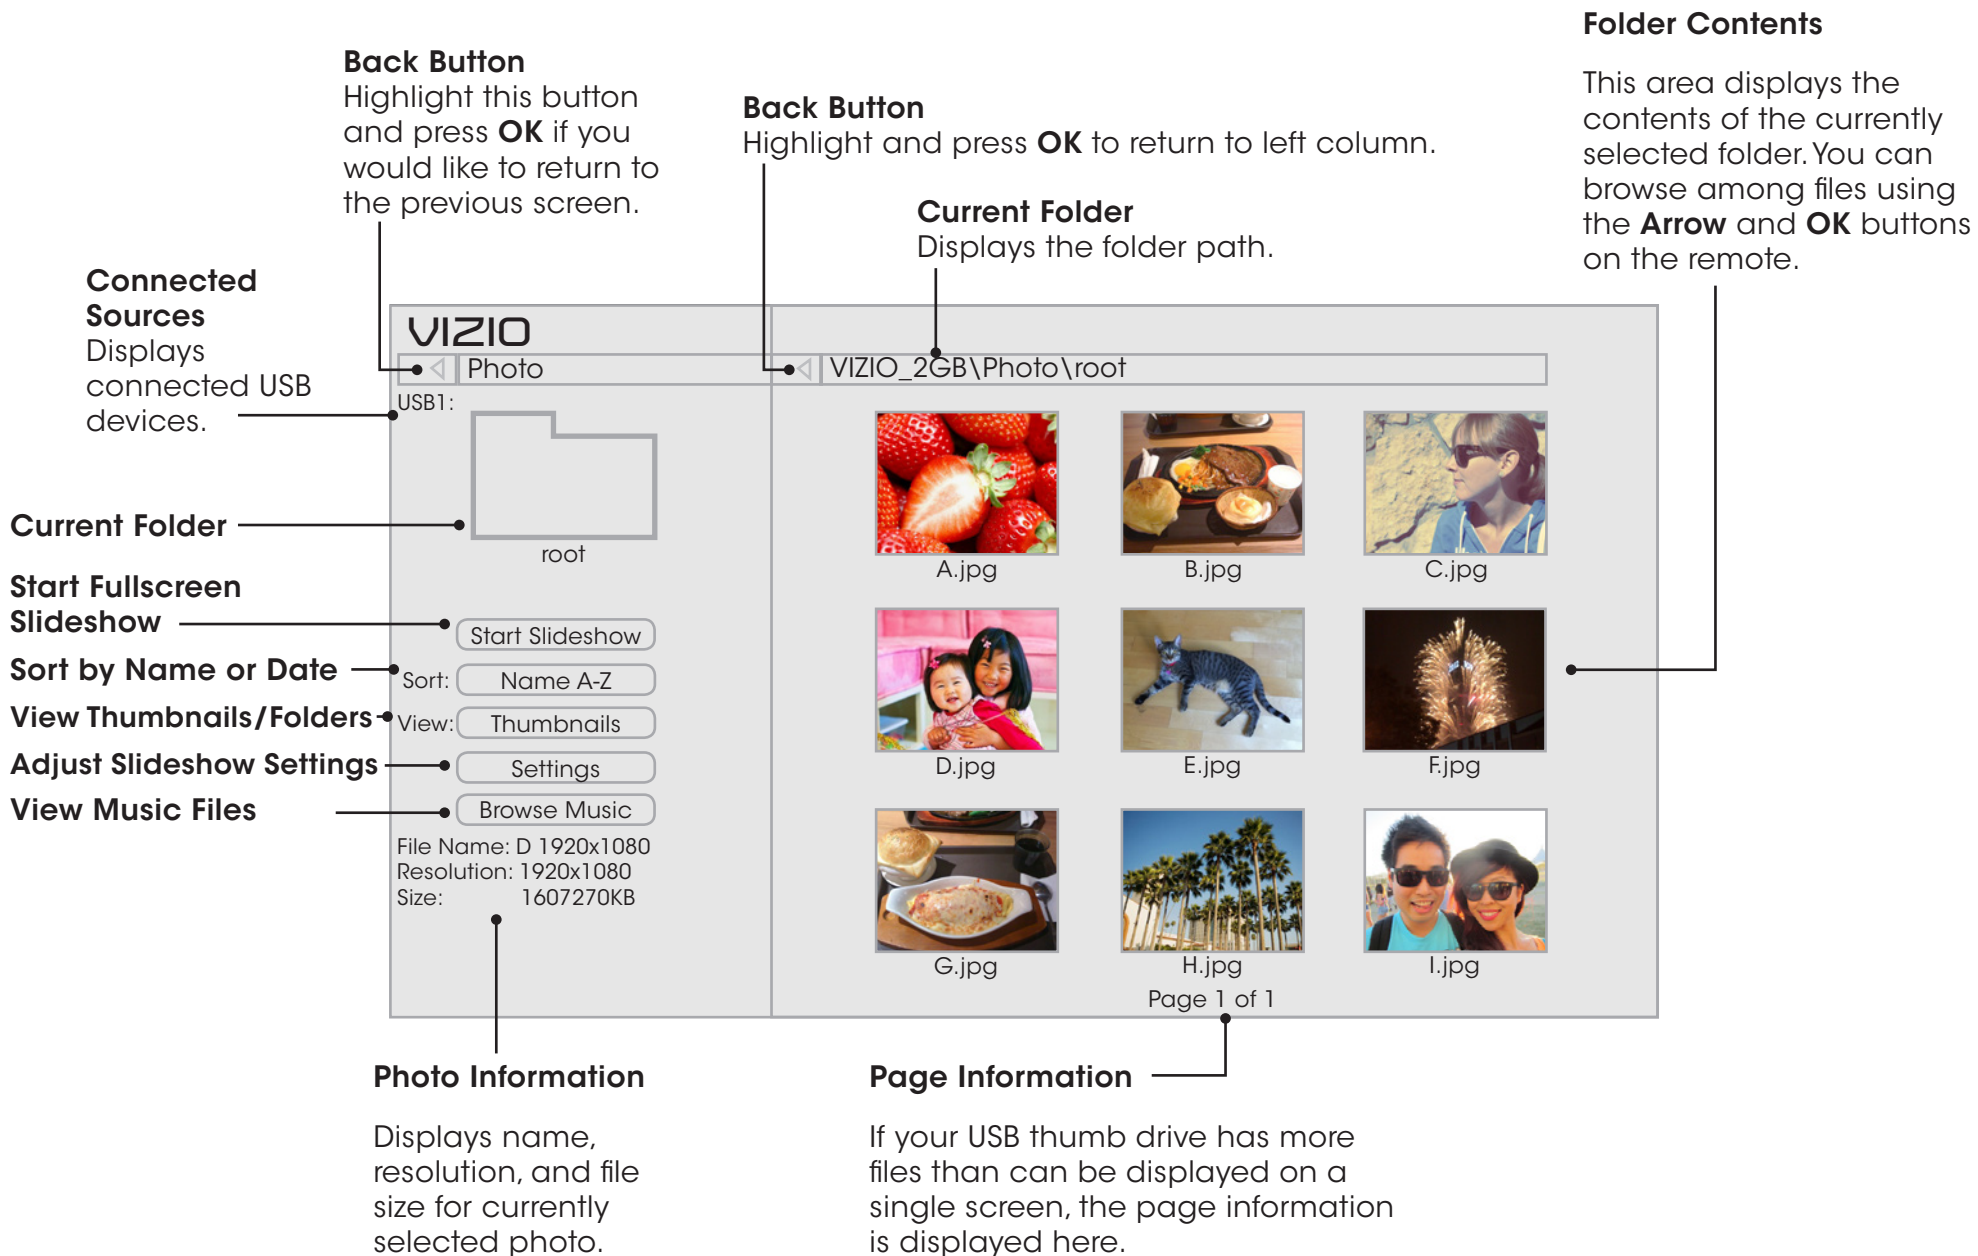 Folder Contents
This area displays the
contents of the currently
selected folder. You can
browse among files using
the Arrow and OK buttons
on the remote.
Back Button
Highlight this button
and press OK if you
would like to return to
the previous screen.
Back Button
Highlight and press OK to return to left column.
Current Folder
Displays the folder path.
Connected
Sources
Displays
connected USB
devices.
Current Folder
Start Fullscreen
Slideshow
Sort by Name or Date
View Thumbnails/Folders
Adjust Slideshow Settings
View Music Files
VIZIO
Photo
USB1:
root
Start Slideshow
Sort: Name A-Z
View: Thumbnails
Settings
Browse Music
File Name: D 1920x1080
Resolution: 1920x1080
Size: 1607270KB
VIZIO_2GB\Photo\root
A.jpg B.jpg C.jpg
D.jpg E.jpg F.jpg
G.jpg H.jpg I.jpg
Page 1 of 1
Photo Information
Displays name,
resolution, and file
size for currently
selected photo.
Page Information
If your USB thumb drive has more
files than can be displayed on a
single screen, the page information
is displayed here.